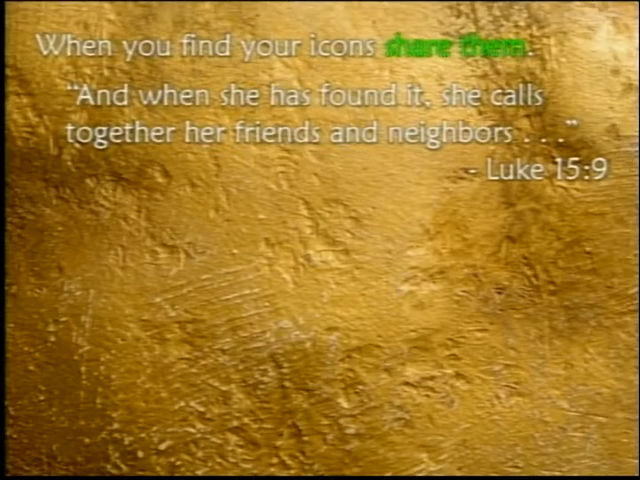 When you find your icons share them.
“And when she has found it, she calls
together her friends and neighbors . . .”
- Luke 15:9